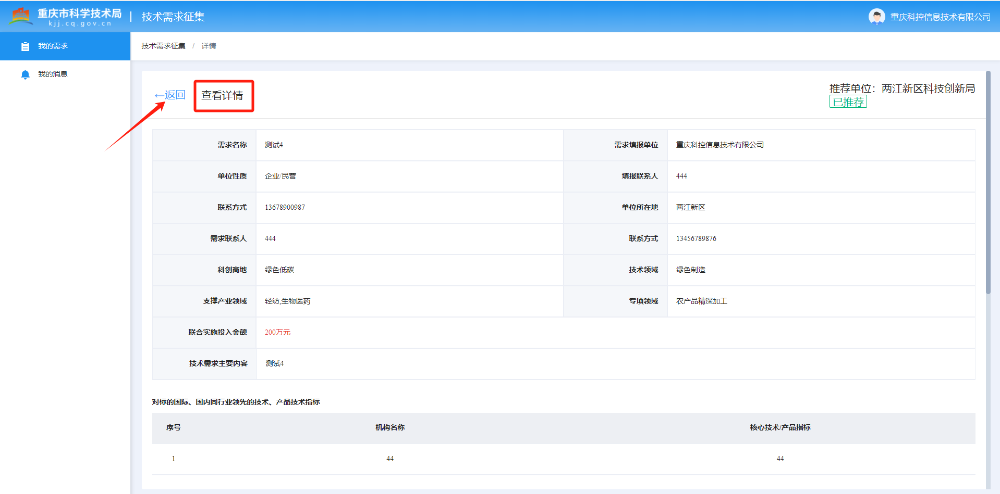 重庆市科学技术局
kjj.cq.gov.cn
技术需求征集
重庆科控信息技术有限公司
我的需求
我的消息
技术需求征集 / 详情
←返回 查看详情
推荐单位：两江新区科技创新局
已推荐
需求名称 测试4 需求填报单位 重庆科控信息技术有限公司
单位性质 企业/民营 填报联系人 444
联系方式 13678900987 单位所在地 两江新区
需求联系人 444 联系方式 13456789876
科创高地 绿色低碳 技术领域 绿色制造
支撑产业领域 轻纺,生物医药 专项领域 农产品精深加工
联合实施投入金额 200万元
技术需求主要内容 测试4
对标的国际、国内同行业领先的技术、产品技术指标
序号 机构名称 核心技术/产品指标
1 44 44